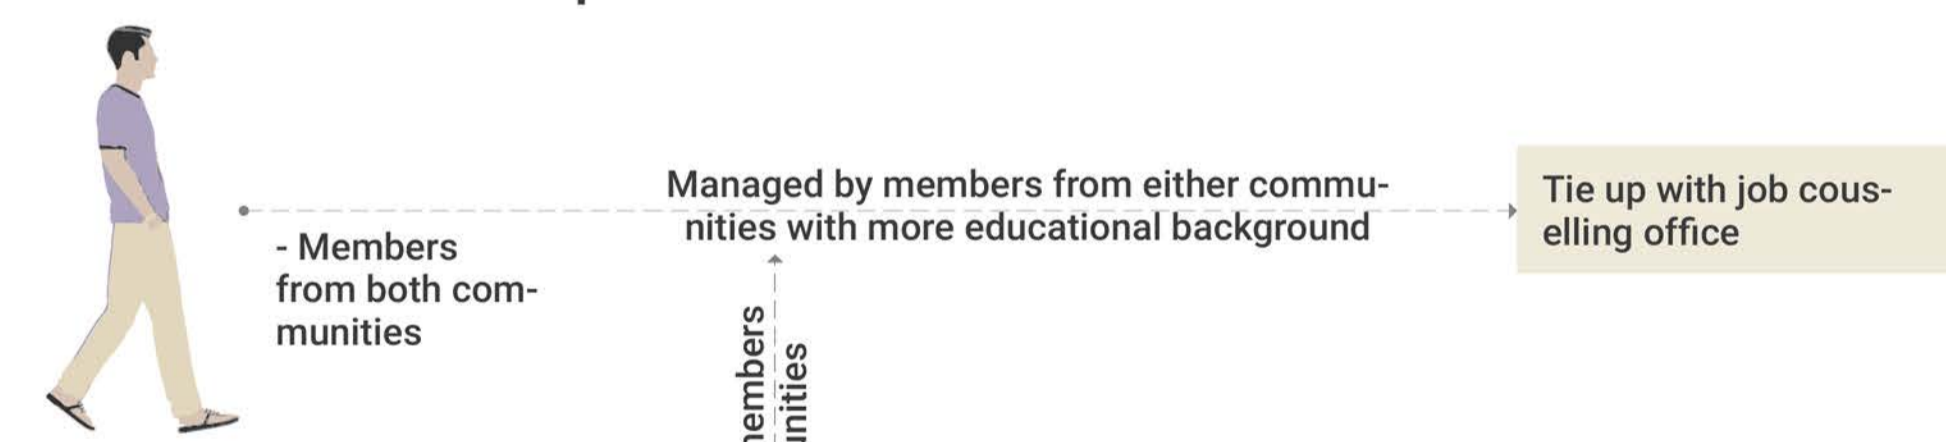 Managed by members from either commu-
nities with more educational background
Tie up with job cous-
elling office
- Members
from both com-
munities